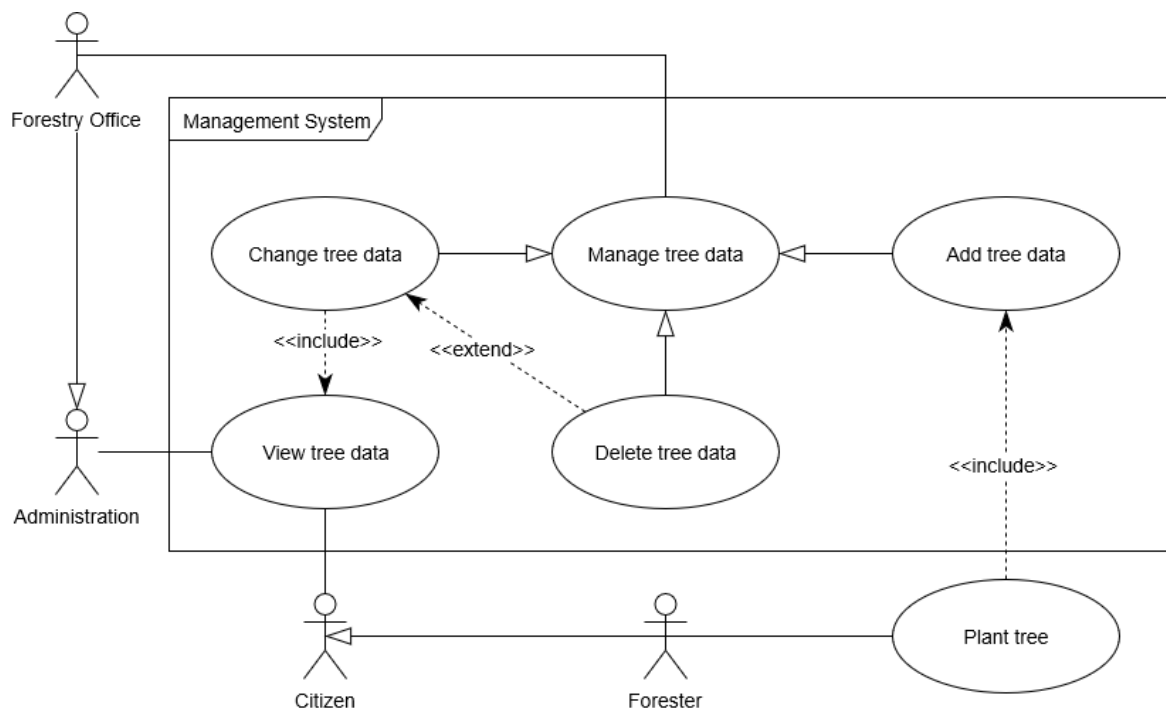 Forestry Office
Management System
Change tree data
Manage tree data
Add tree data
<<include>>
<<extend>>
View tree data
Delete tree data
<<include>>
Administration
Plant tree
Citizen
Forester